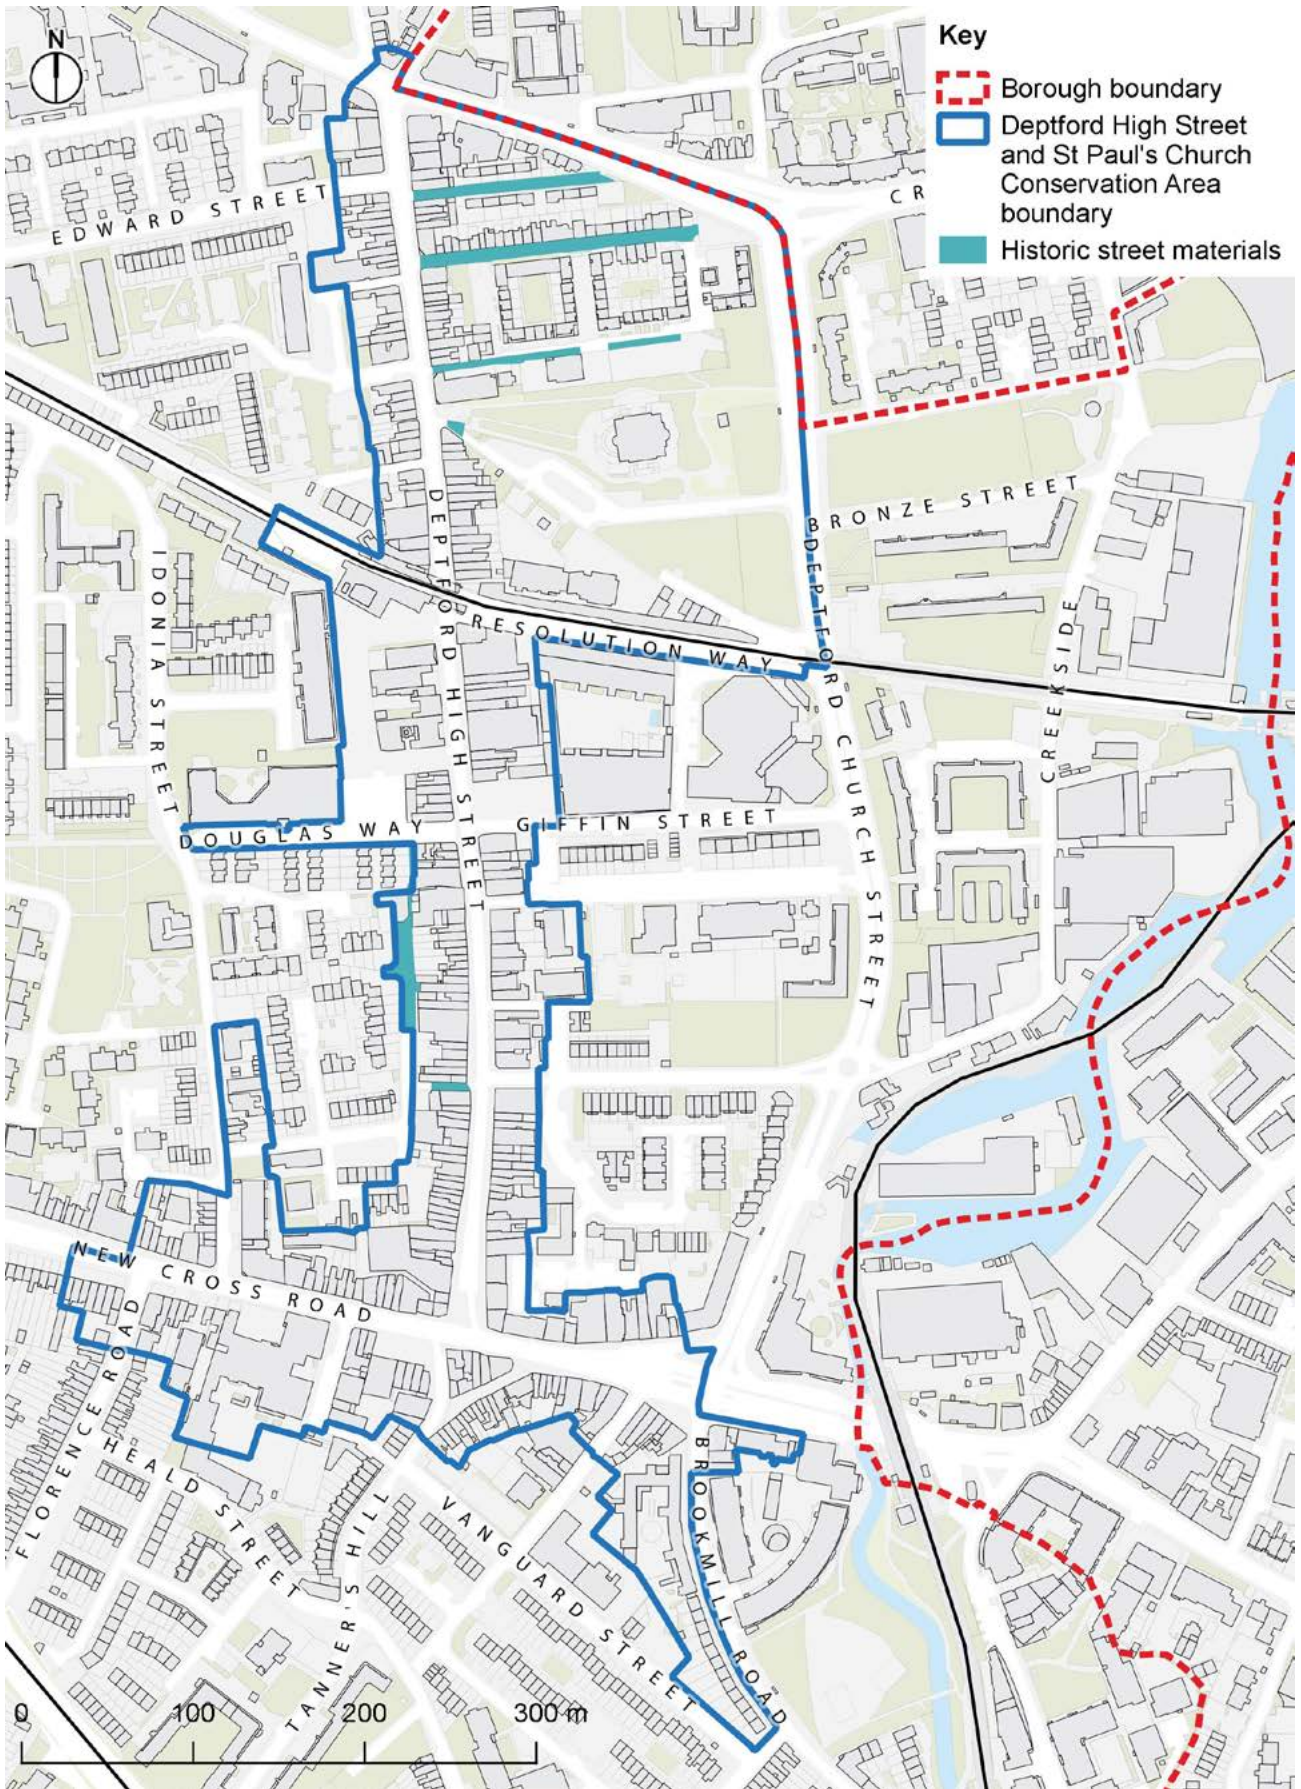 N
Key
Borough boundary
Deptford High Street
and St Paul's Church
Conservation Area
boundary
Historic street materials
CR
EDWARD STREET
BRONZE STREET
DEPTFORD HIGH STREET
IDONIA STREET
RESOLUTION WAY
DEPTFORD CHURCH STREET
CREEKSIDE
DOUGLAS WAY
GIFFIN STREET
NEW CROSS ROAD
FLORENCE ROAD
HEALD STREET
TANNER'S HILL
VANGUARD STREET
BROOKMILL ROAD
0 100 200 300 m